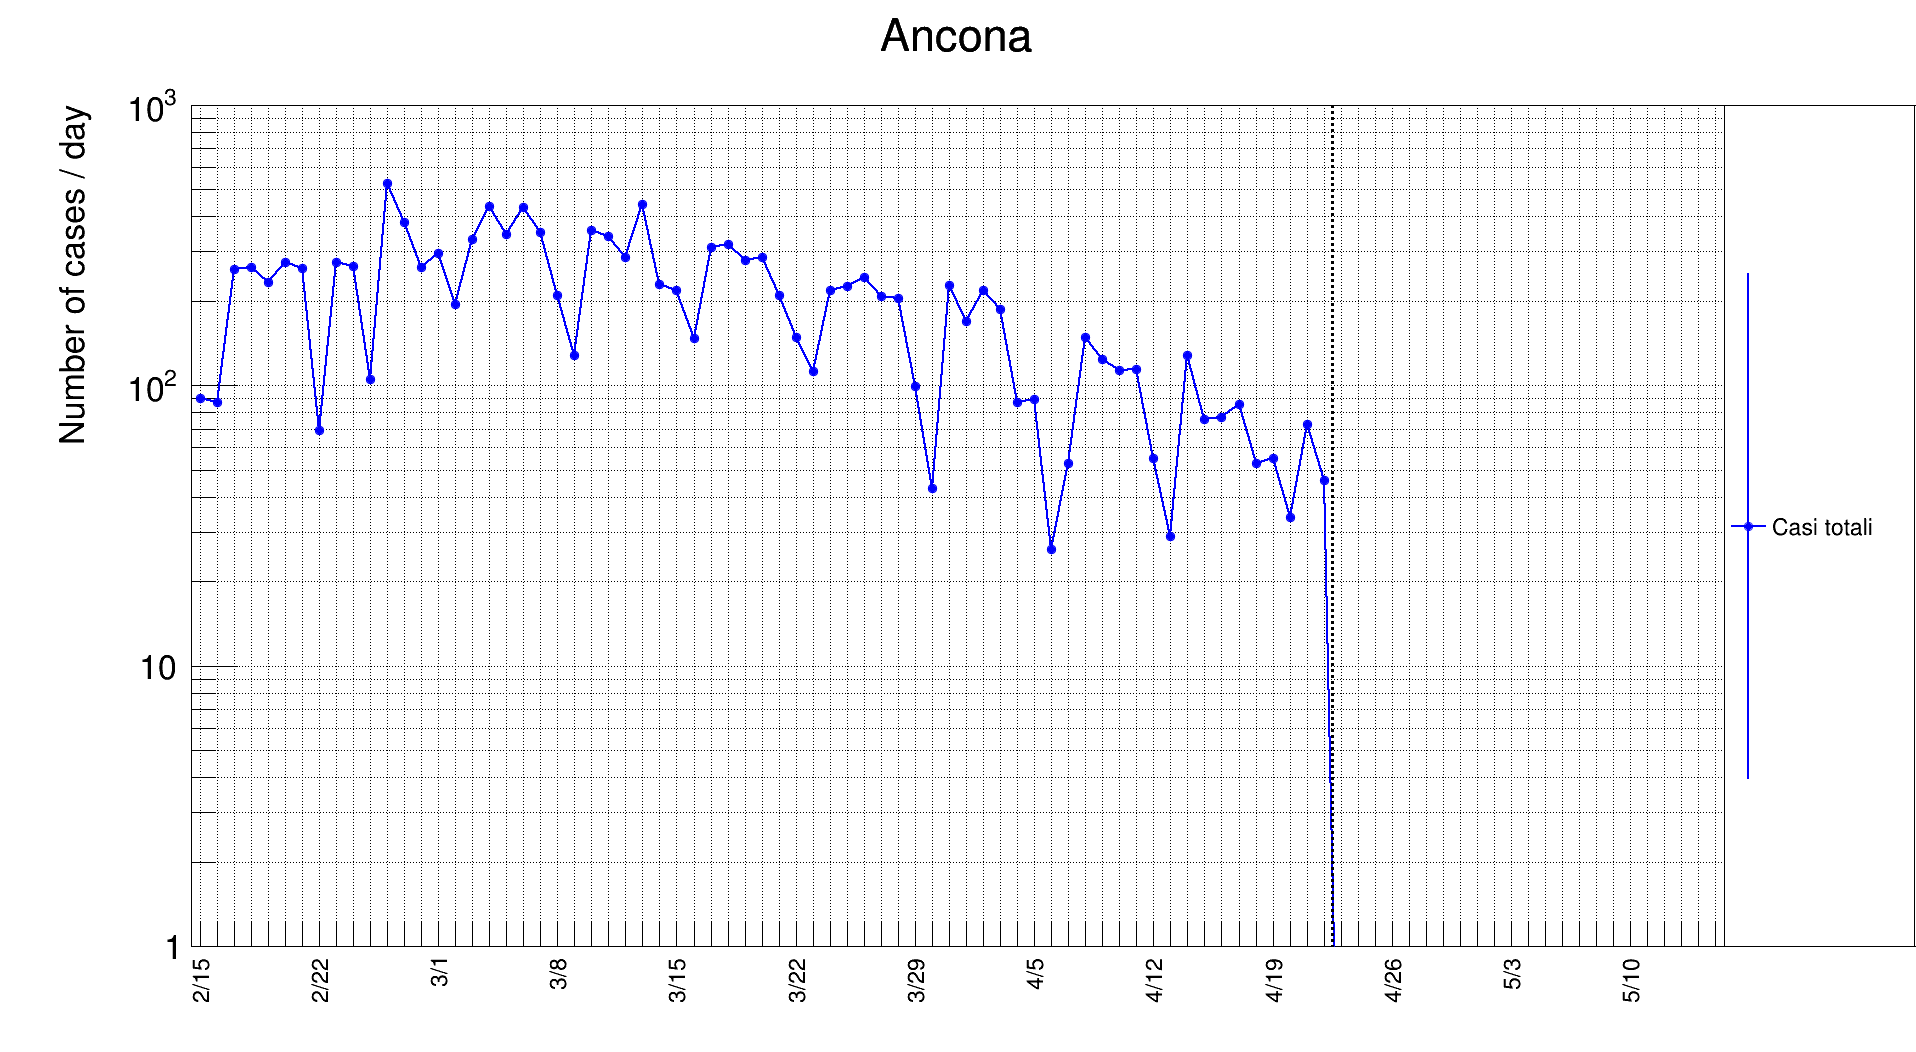 Ancona
Number of cases / day
10³
10²
10
1
2/15 2/22 3/1 3/8 3/15 3/22 3/29 4/5 4/12 4/19 4/26 5/3 5/10
Casi totali